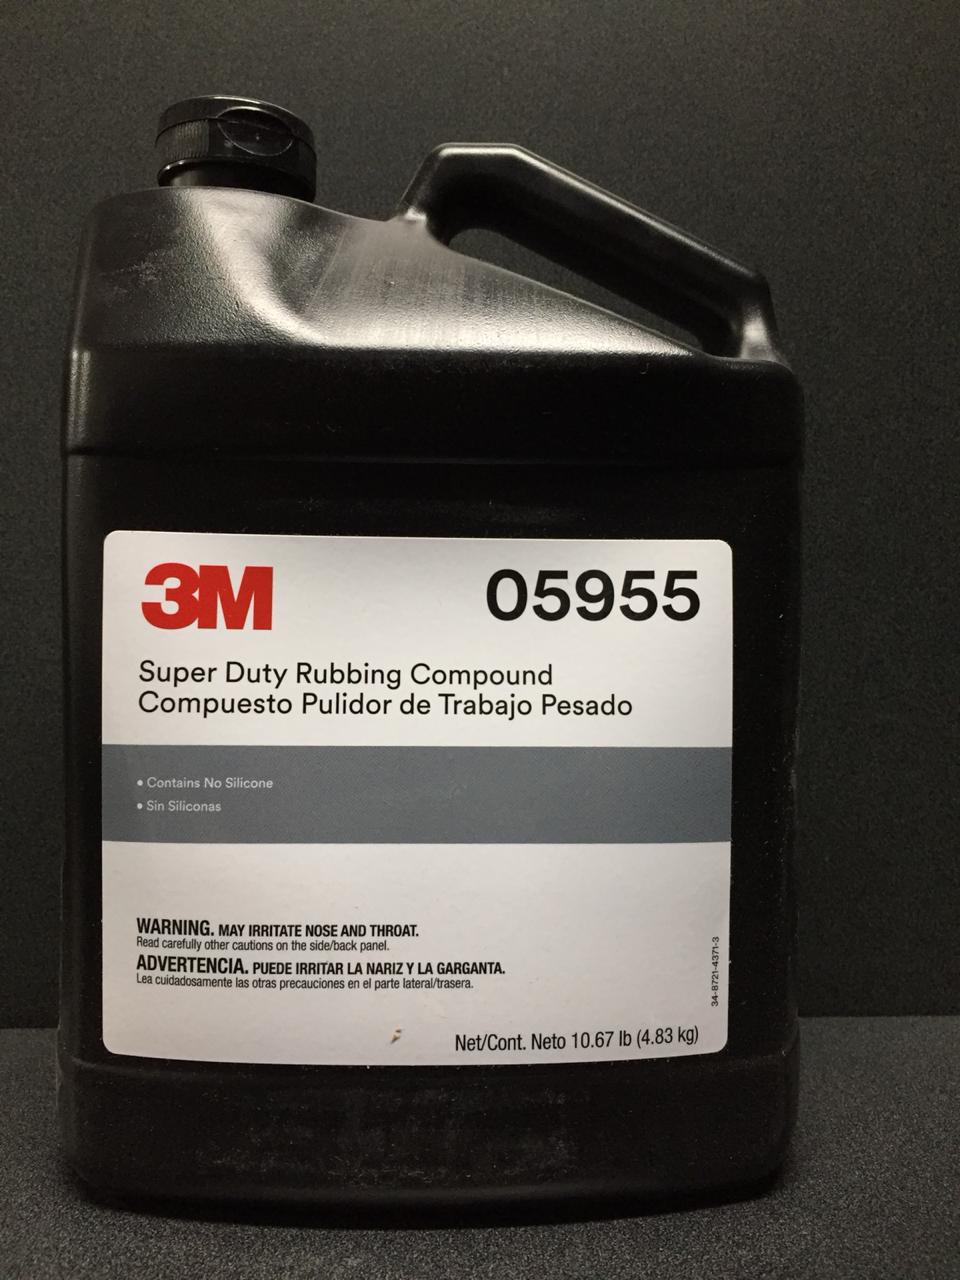 3M
05955
Super Duty Rubbing Compound
Compuesto Pulidor de Trabajo Pesado
• Contains No Silicone
• Sin Siliconas
WARNING. MAY IRRITATE NOSE AND THROAT.
Read carefully other cautions on the side/back panel.
ADVERTENCIA. PUEDE IRRITAR LA NARIZ Y LA GARGANTA.
Lea cuidadosamente las otras precauciones en el parte lateral/trasera.
34-8721-4371-3
Net/Cont. Neto 10.67 lb (4.83 kg)